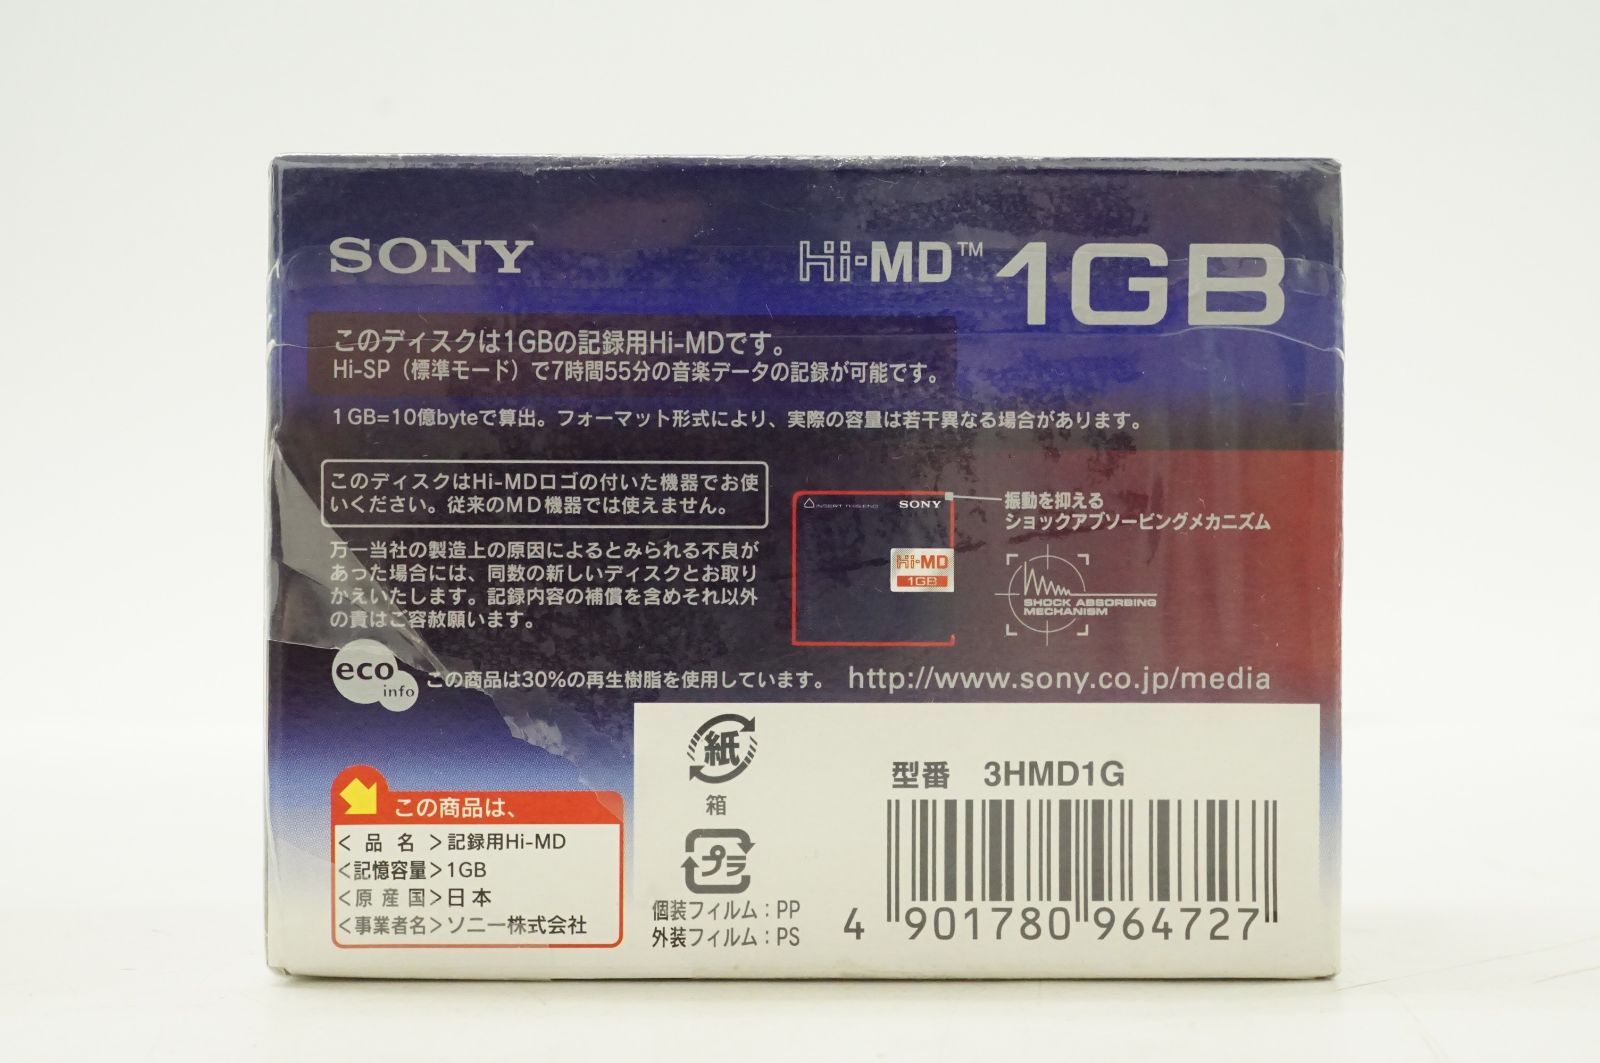 SONY
Hi-MD™ 1GB
このディスクは1GBの記録用Hi-MDです。
Hi-SP（標準モード）で7時間55分の音楽データの記録が可能です。
1GB=10億byteで算出。フォーマット形式により、実際の容量は若干異なる場合があります。
このディスクはHi-MDロゴの付いた機器でお使
いください。従来のMD機器では使えません。
万一当社の製造上の原因によるとみられる不良が
あった場合には、同数の新しいディスクとお取り
かえいたします。記録内容の補償を含めそれ以外
の責はご容赦願います。
△INSERT THIS END
SONY
Hi-MD
1GB
振動を抑える
ショックアブソービングメカニズム
SHOCK ABSORBING
MECHANISM
eco
info
この商品は30%の再生樹脂を使用しています。
http://www.sony.co.jp/media
この商品は、
<品名>記録用Hi-MD
<記憶容量>1GB
<原産国>日本
<事業者名>ソニー株式会社
紙
箱
プラ
個装フィルム：PP
外装フィルム：PS
型番 3HMD1G
4 901780 964727